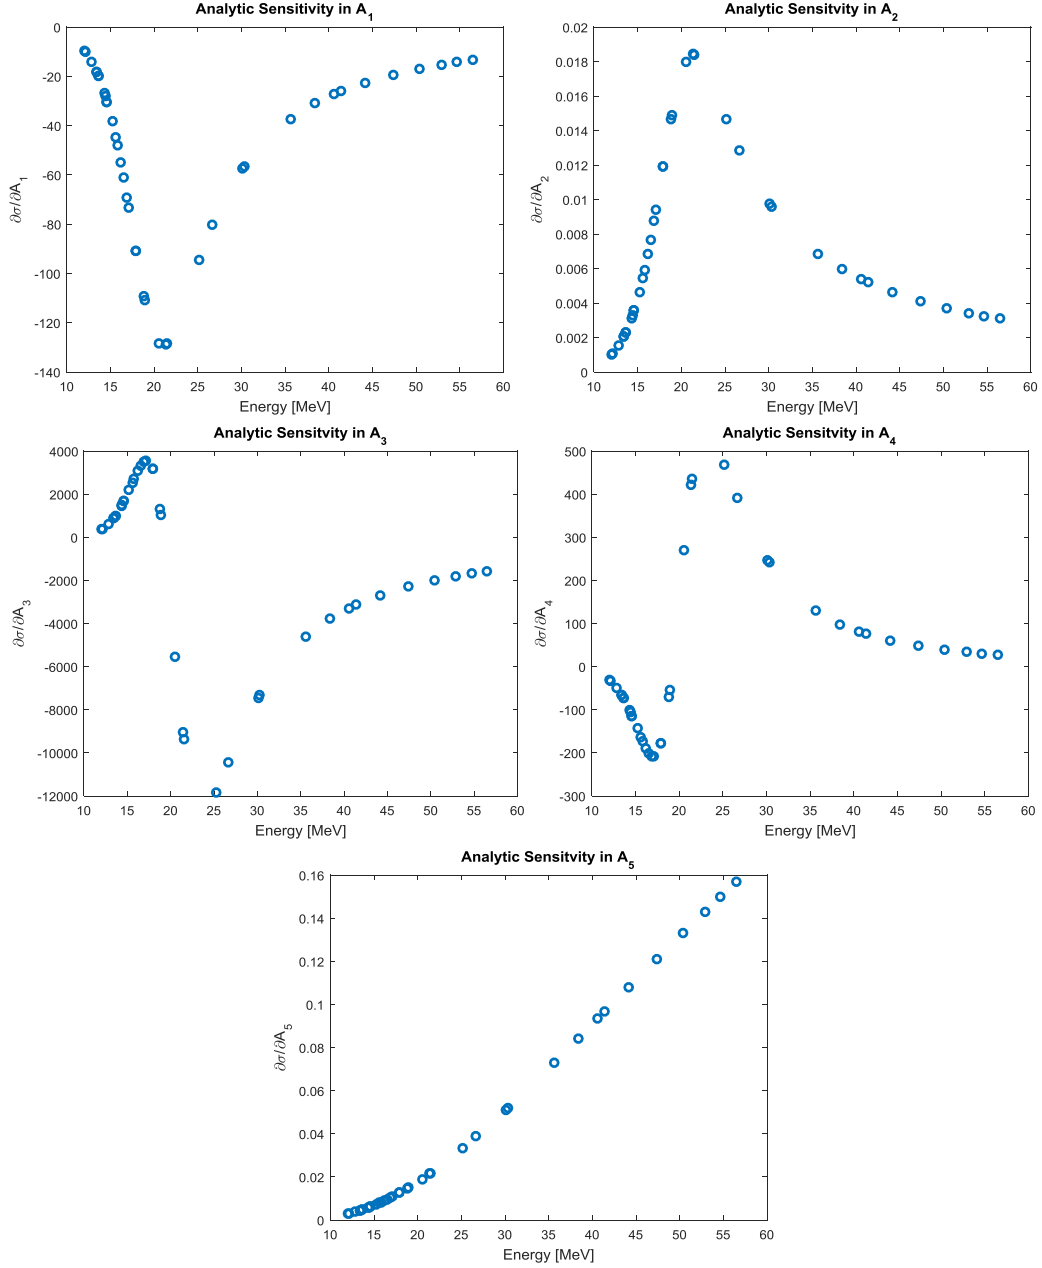 Analytic Sensitivity in A1
0
-20
-40
-60
-80
-100
-120
-140
∂σ/∂A1
10 15 20 25 30 35 40 45 50 55 60
Energy [MeV]
Analytic Sensitvity in A2
0.02
0.018
0.016
0.014
0.012
0.01
0.008
0.006
0.004
0.002
0
∂σ/∂A2
10 15 20 25 30 35 40 45 50 55 60
Energy [MeV]
Analytic Sensitvity in A3
4000
2000
0
-2000
-4000
-6000
-8000
-10000
-12000
∂σ/∂A3
10 15 20 25 30 35 40 45 50 55 60
Energy [MeV]
Analytic Sensitvity in A4
500
400
300
200
100
0
-100
-200
-300
∂σ/∂A4
10 15 20 25 30 35 40 45 50 55 60
Energy [MeV]
Analytic Sensitvity in A5
0.16
0.14
0.12
0.1
0.08
0.06
0.04
0.02
0
∂σ/∂A5
10 15 20 25 30 35 40 45 50 55 60
Energy [MeV]